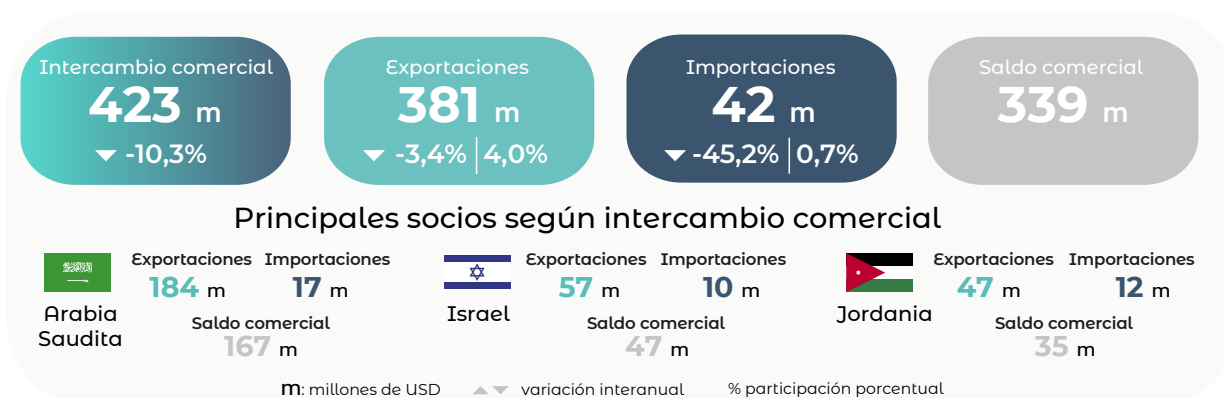 Intercambio comercial
423 m
-10,3%
Exportaciones
381 m
-3,4% 4,0%
Importaciones
42 m
-45,2% 0,7%
Saldo comercial
339 m
Principales socios según intercambio comercial
Arabia
Saudita
Exportaciones Importaciones
184 m 17 m
Saldo comercial
167 m
Israel
Exportaciones Importaciones
57 m 10 m
Saldo comercial
47 m
Jordania
Exportaciones Importaciones
47 m 12 m
Saldo comercial
35 m
m: millones de USD variación interanual % participación porcentual